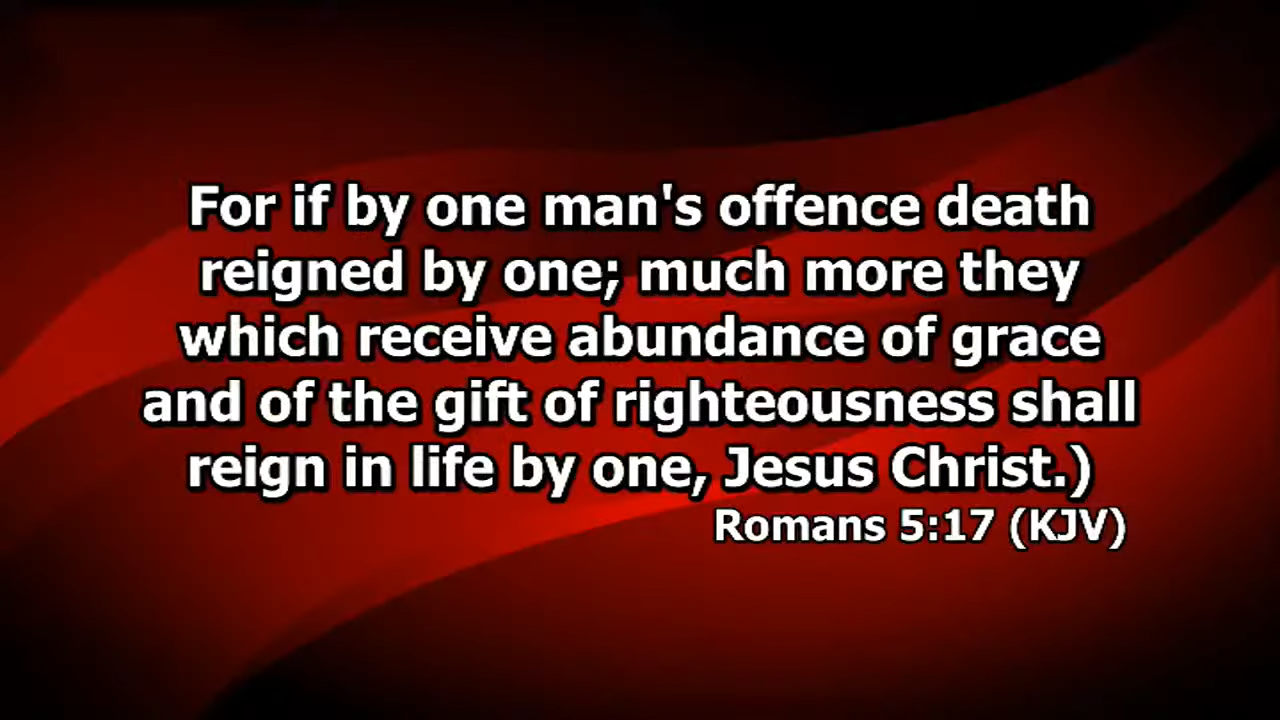 For if by one man's offence death
reigned by one; much more they
which receive abundance of grace
and of the gift of righteousness shall
reign in life by one, Jesus Christ.)
Romans 5:17 (KJV)